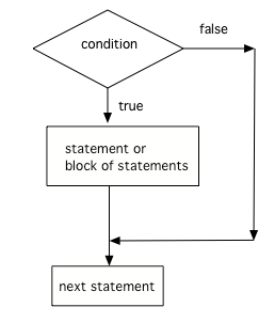 false
condition
true
statement or
block of statements
next statement